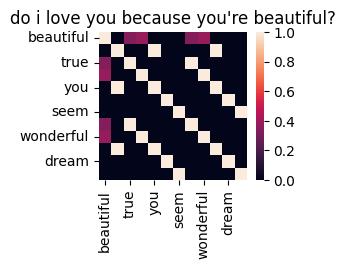 do i love you because you're beautiful?
beautiful
true
you
seem
wonderful
dream
1.0
0.8
0.6
0.4
0.2
0.0
beautiful
true
you
seem
wonderful
dream